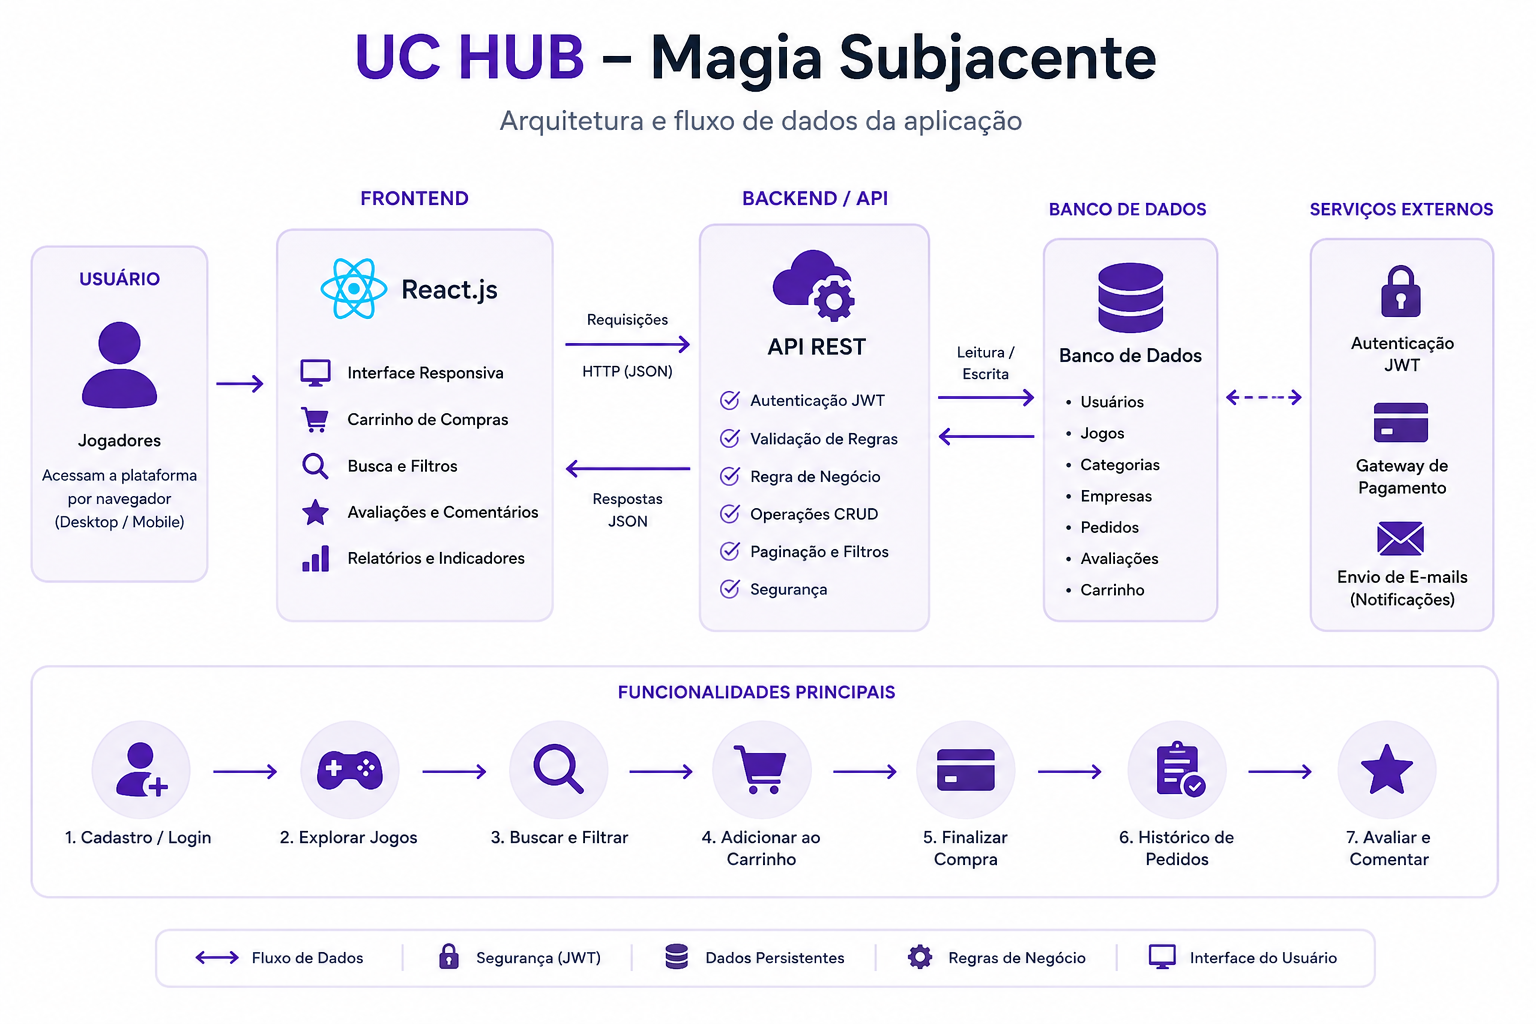 UC HUB – Magia Subjacente
Arquitetura e fluxo de dados da aplicação
USUÁRIO
Jogadores
Acessam a plataforma
por navegador
(Desktop / Mobile)
FRONTEND
React.js
Interface Responsiva
Carrinho de Compras
Busca e Filtros
Avaliações e Comentários
Relatórios e Indicadores
Requisições
HTTP (JSON)
Respostas
JSON
BACKEND / API
API REST
Autenticação JWT
Validação de Regras
Regra de Negócio
Operações CRUD
Paginação e Filtros
Segurança
Leitura /
Escrita
BANCO DE DADOS
Banco de Dados
• Usuários
• Jogos
• Categorias
• Empresas
• Pedidos
• Avaliações
• Carrinho
SERVIÇOS EXTERNOS
Autenticação
JWT
Gateway de
Pagamento
Envio de E-mails
(Notificações)
FUNCIONALIDADES PRINCIPAIS
1. Cadastro / Login
2. Explorar Jogos
3. Buscar e Filtrar
4. Adicionar ao
Carrinho
5. Finalizar
Compra
6. Histórico de
Pedidos
7. Avaliar e
Comentar
Fluxo de Dados
Segurança (JWT)
Dados Persistentes
Regras de Negócio
Interface do Usuário